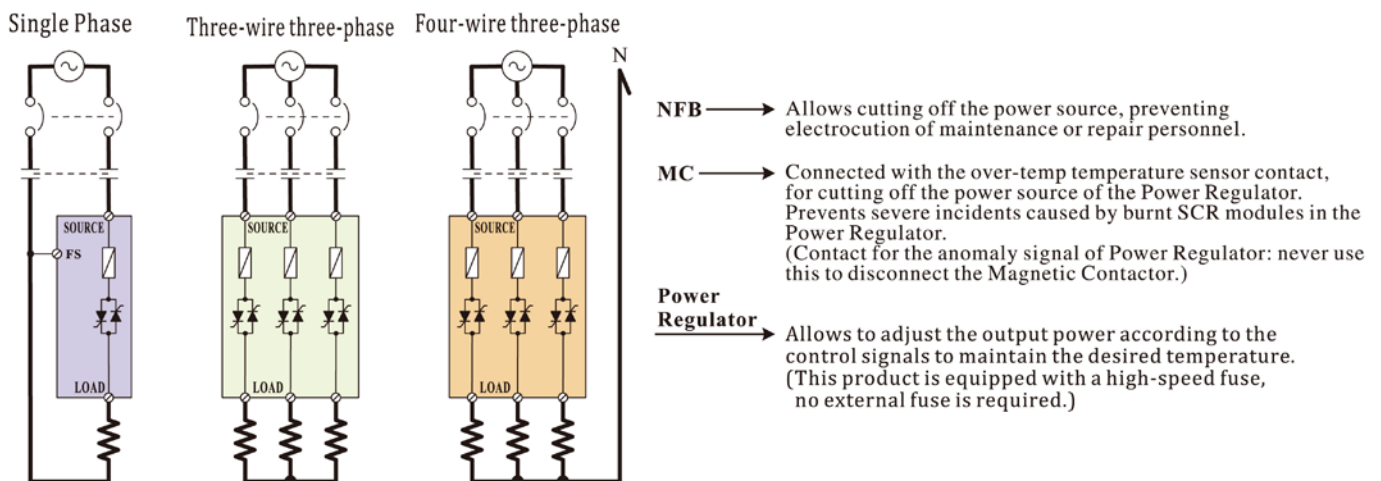 Single Phase
Three-wire three-phase
Four-wire three-phase
N
SOURCE
FS
LOAD
SOURCE
LOAD
SOURCE
LOAD
NFB
Allows cutting off the power source, preventing
electrocution of maintenance or repair personnel.
MC
Connected with the over-temp temperature sensor contact,
for cutting off the power source of the Power Regulator.
Prevents severe incidents caused by burnt SCR modules in the
Power Regulator.
(Contact for the anomaly signal of Power Regulator: never use
this to disconnect the Magnetic Contactor.)
Power
Regulator
Allows to adjust the output power according to the
control signals to maintain the desired temperature.
(This product is equipped with a high-speed fuse,
no external fuse is required.)